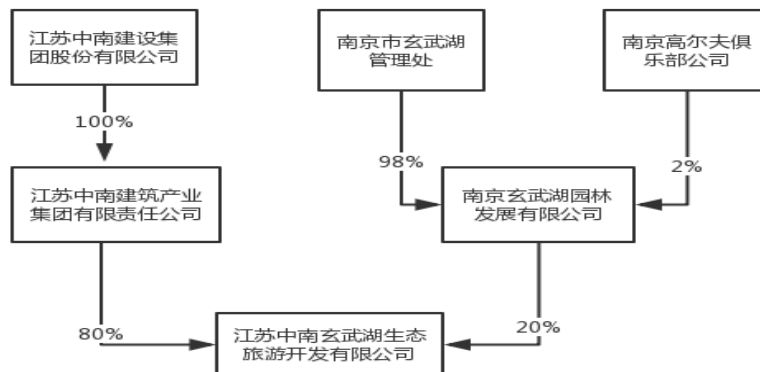 江苏中南建设集
团股份有限公司
南京市玄武湖
管理处
南京高尔夫俱
乐部公司
100%
98%
2%
江苏中南建筑产业
集团有限责任公司
南京玄武湖园林
发展有限公司
80%
20%
江苏中南玄武湖生态
旅游开发有限公司